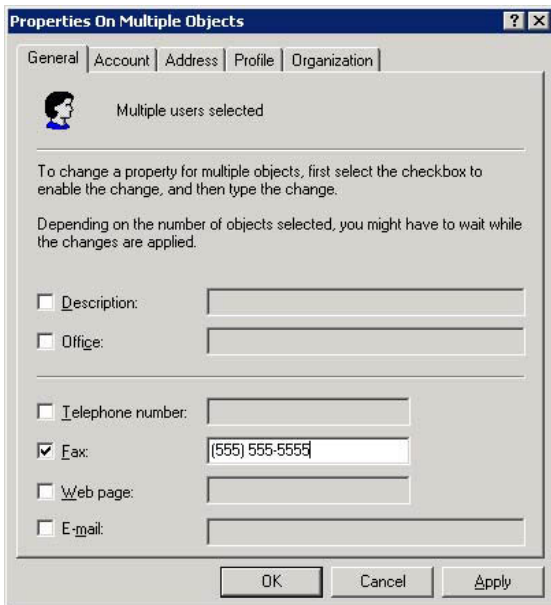 Properties On Multiple Objects
General Account Address Profile Organization
Multiple users selected
To change a property for multiple objects, first select the checkbox to
enable the change, and then type the change.
Depending on the number of objects selected, you might have to wait while
the changes are applied.
Description:
Office:
Telephone number:
Fax: (555) 555-5555
Web page:
E-mail:
OK Cancel Apply